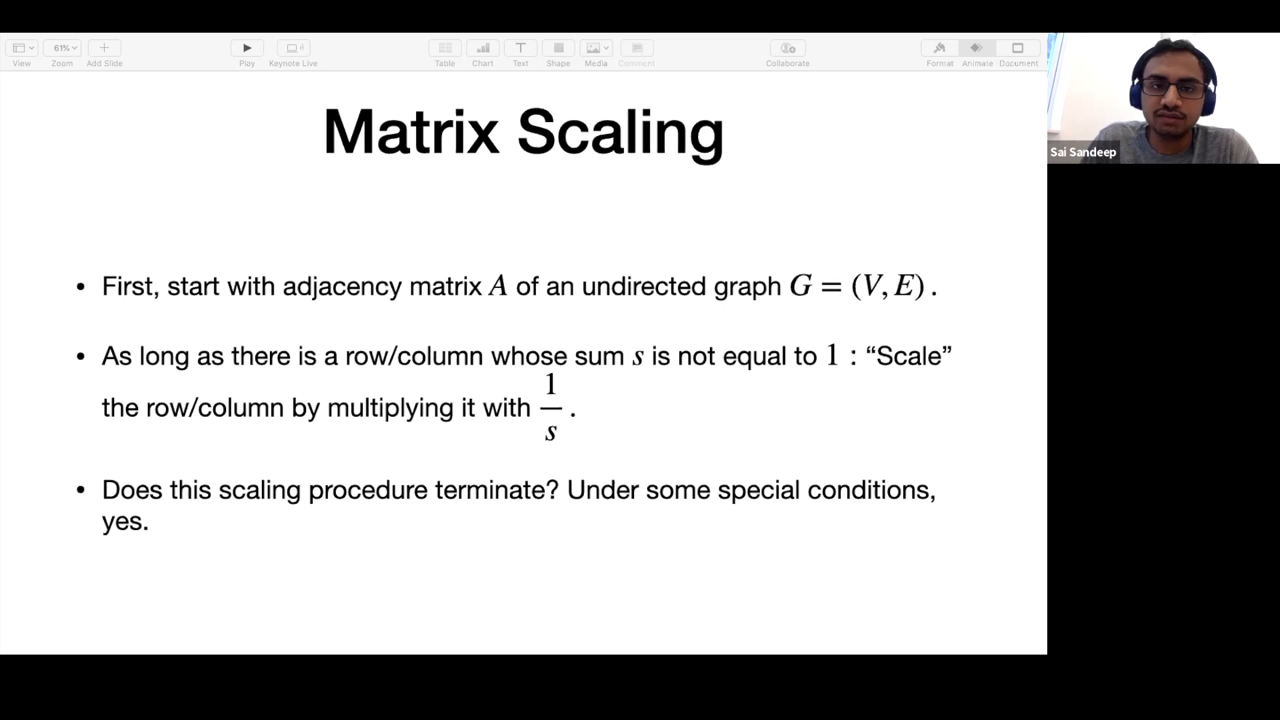 61%
View Zoom Add Slide Play Keynote Live Table Chart Text Shape Media Comment Collaborate Format Animate Document
Matrix Scaling
Sai Sandeep
• First, start with adjacency matrix A of an undirected graph G = (V, E) .
• As long as there is a row/column whose sum s is not equal to 1 : “Scale”
the row/column by multiplying it with 1/s .
• Does this scaling procedure terminate? Under some special conditions,
yes.